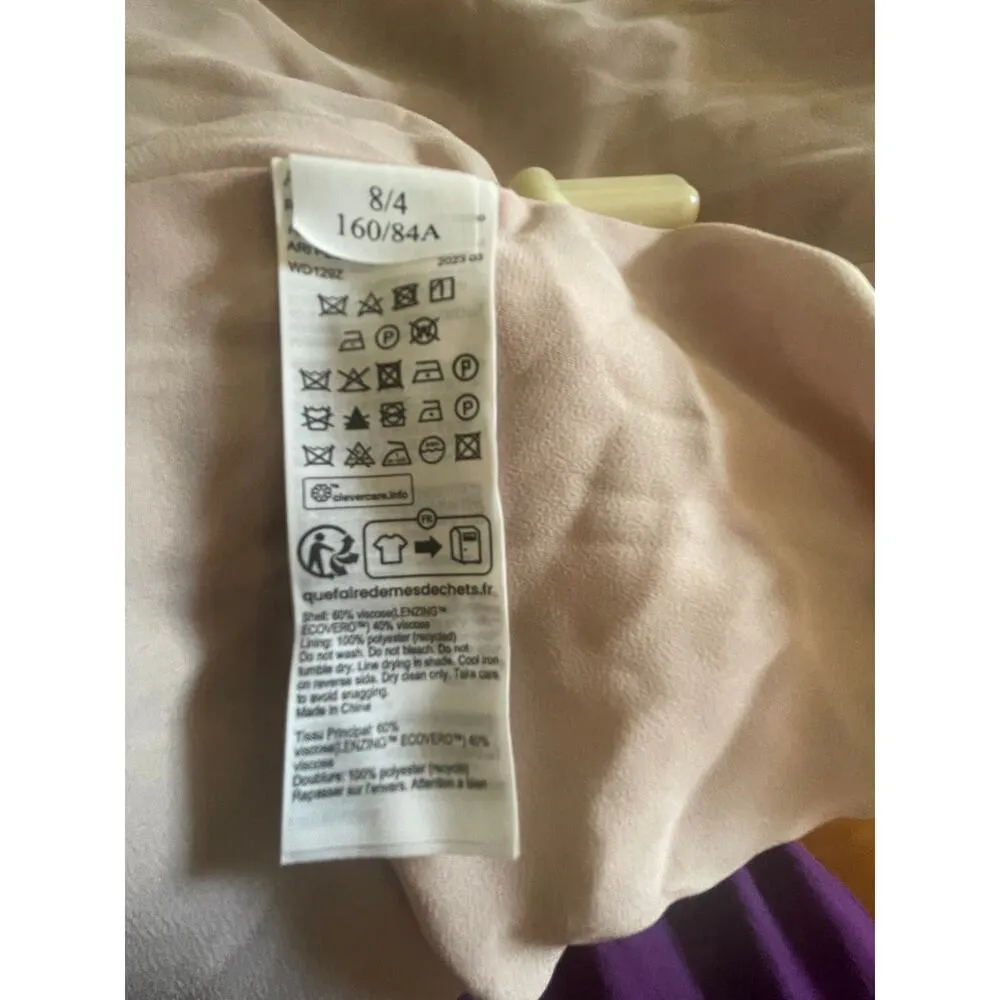 8/4
160/84A
2023 03
WD129Z
P W
P
P
clevercare.info
FR
quefairedemesdechets.fr
Shell: 60% viscose(LENZING™
ECOVERO™) 40% viscose
Lining: 100% polyester (recycled)
Do not wash. Do not bleach. Do not
tumble dry. Line drying in shade. Cool iron
on reverse side. Dry clean only. Take care
to avoid snagging.
Made in China
Tissu Principal: 60%
viscose(LENZING™ ECOVERO™) 40%
viscose
Doublure: 100% polyester (recyclé)
Repasser sur l'envers. Attention à bien